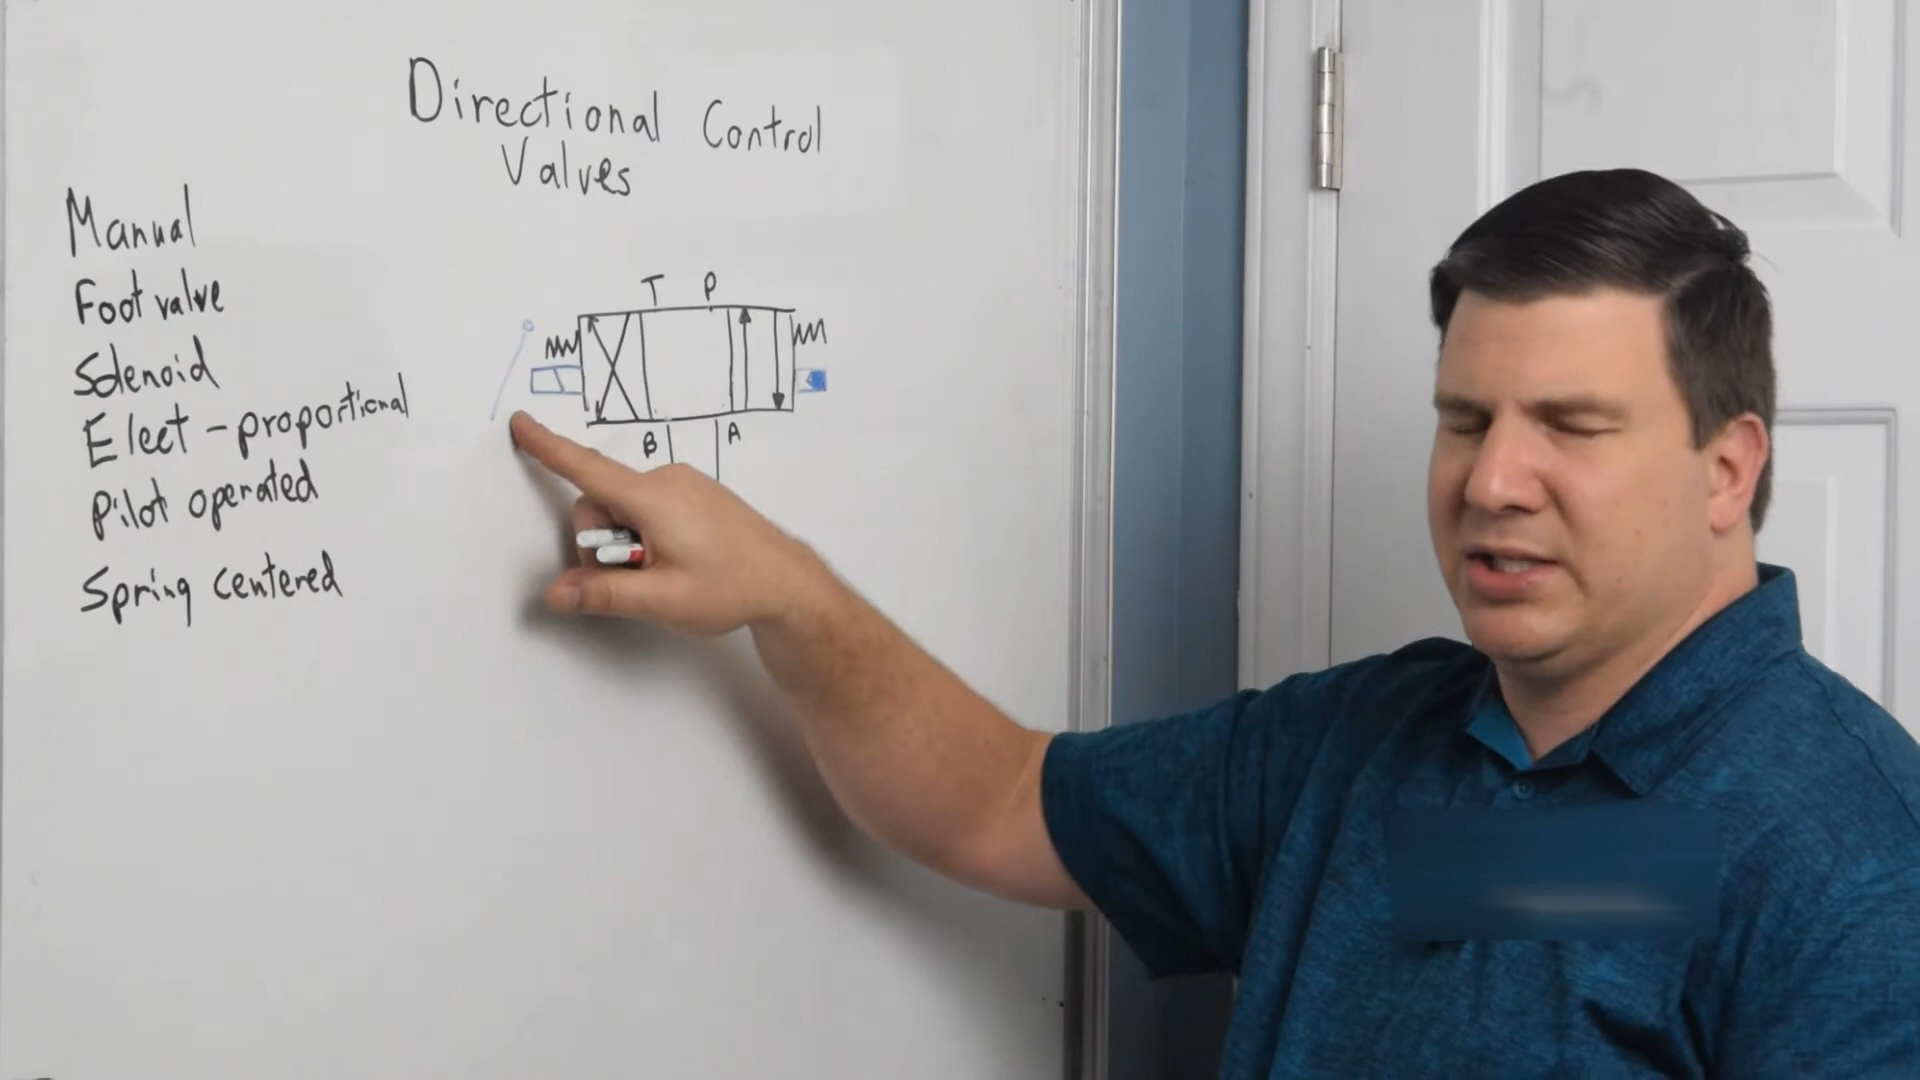 Directional Control
Valves
Manual
Foot valve
Solenoid
Elect-proportional
Pilot operated
Spring centered
T P
B A